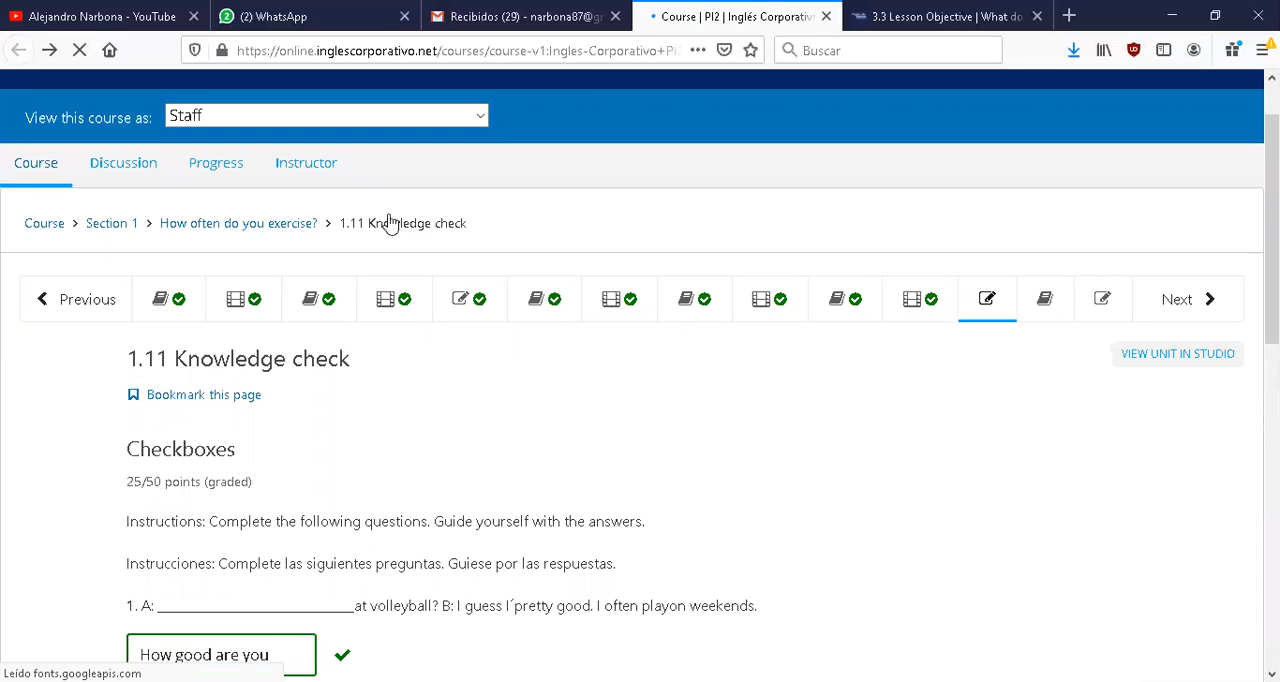 Alejandro Narbona - YouTube
(2) WhatsApp
Recibidos (29) - narbona87@gr
Course | PI2 | Inglés Corporativ
3.3 Lesson Objective | What do
https://online.inglescorporativo.net/courses/course-v1:Ingles-Corporativo+PI
Buscar
View this course as: Staff
Course Discussion Progress Instructor
Course > Section 1 > How often do you exercise? > 1.11 Knowledge check
Previous Next
1.11 Knowledge check
VIEW UNIT IN STUDIO
Bookmark this page
Checkboxes
25/50 points (graded)
Instructions: Complete the following questions. Guide yourself with the answers.
Instrucciones: Complete las siguientes preguntas. Guiese por las respuestas.
1. A: ________________________at volleyball? B: I guess I´pretty good. I often playon weekends.
How good are you
Leído fonts.googleapis.com